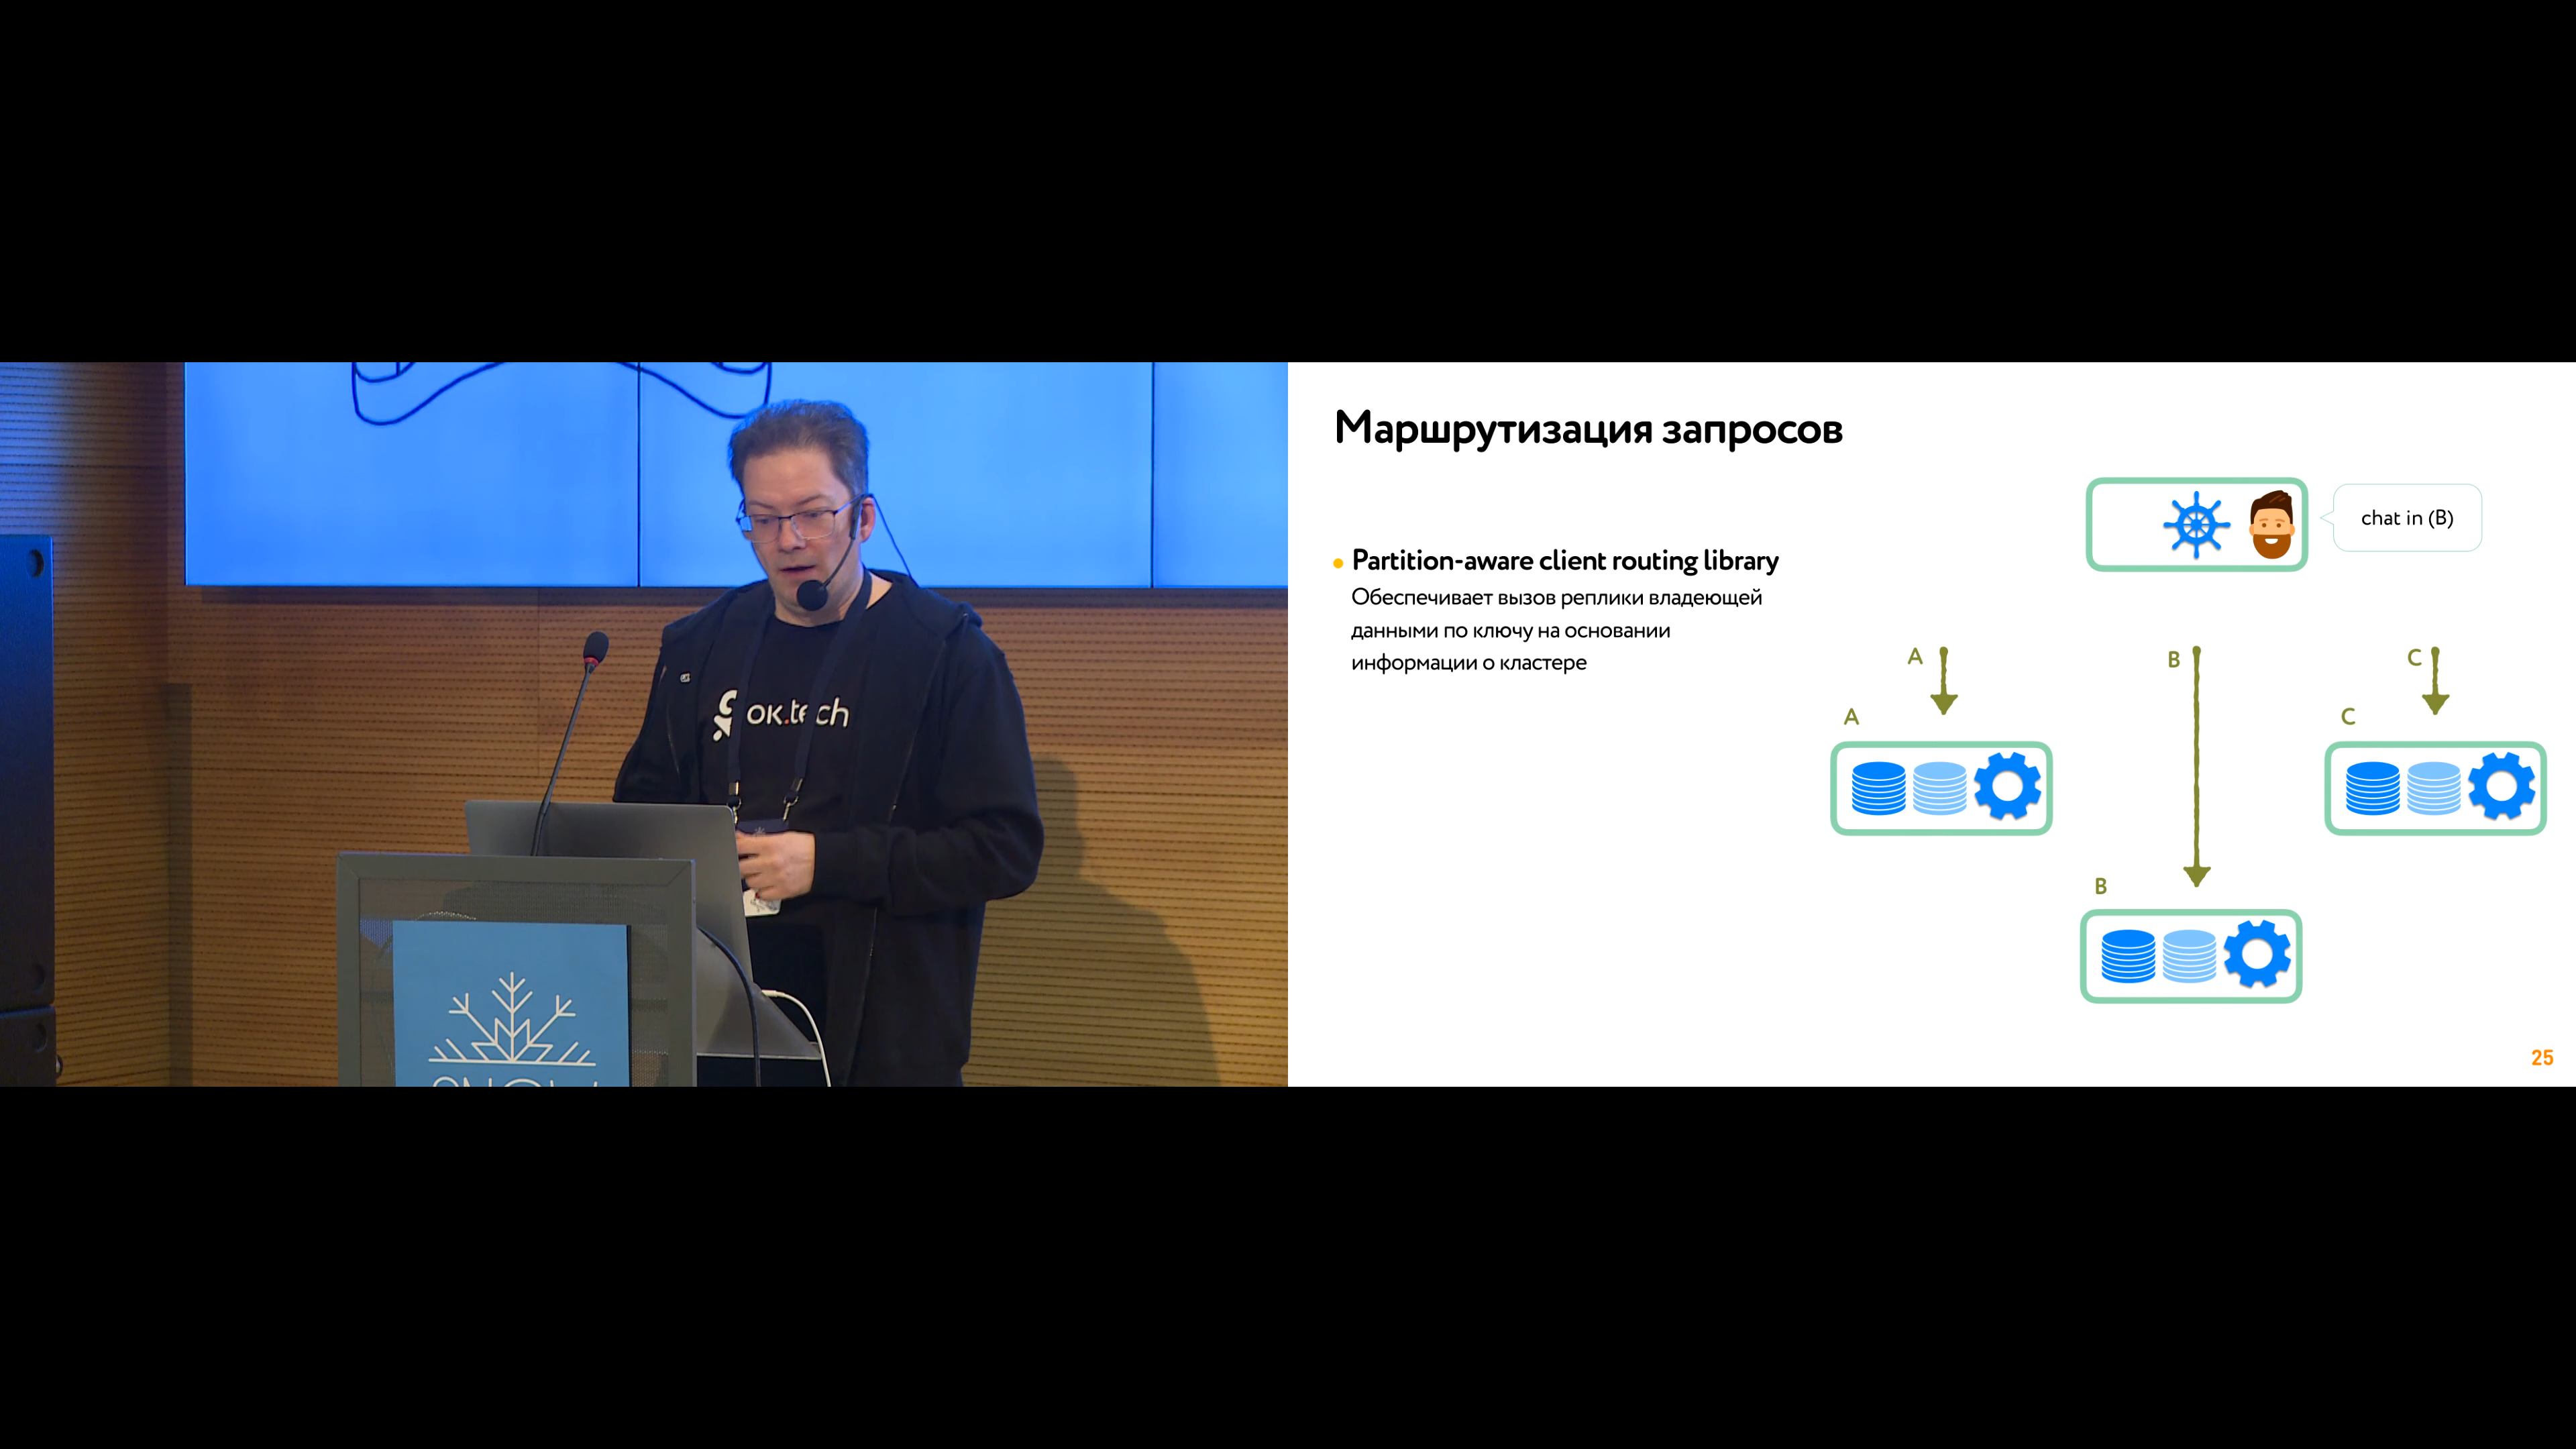 ok.tech
Маршрутизация запросов
chat in (B)
Partition-aware client routing library
Обеспечивает вызов реплики владеющей
данными по ключу на основании
информации о кластере
A
B
C
A
C
B
25